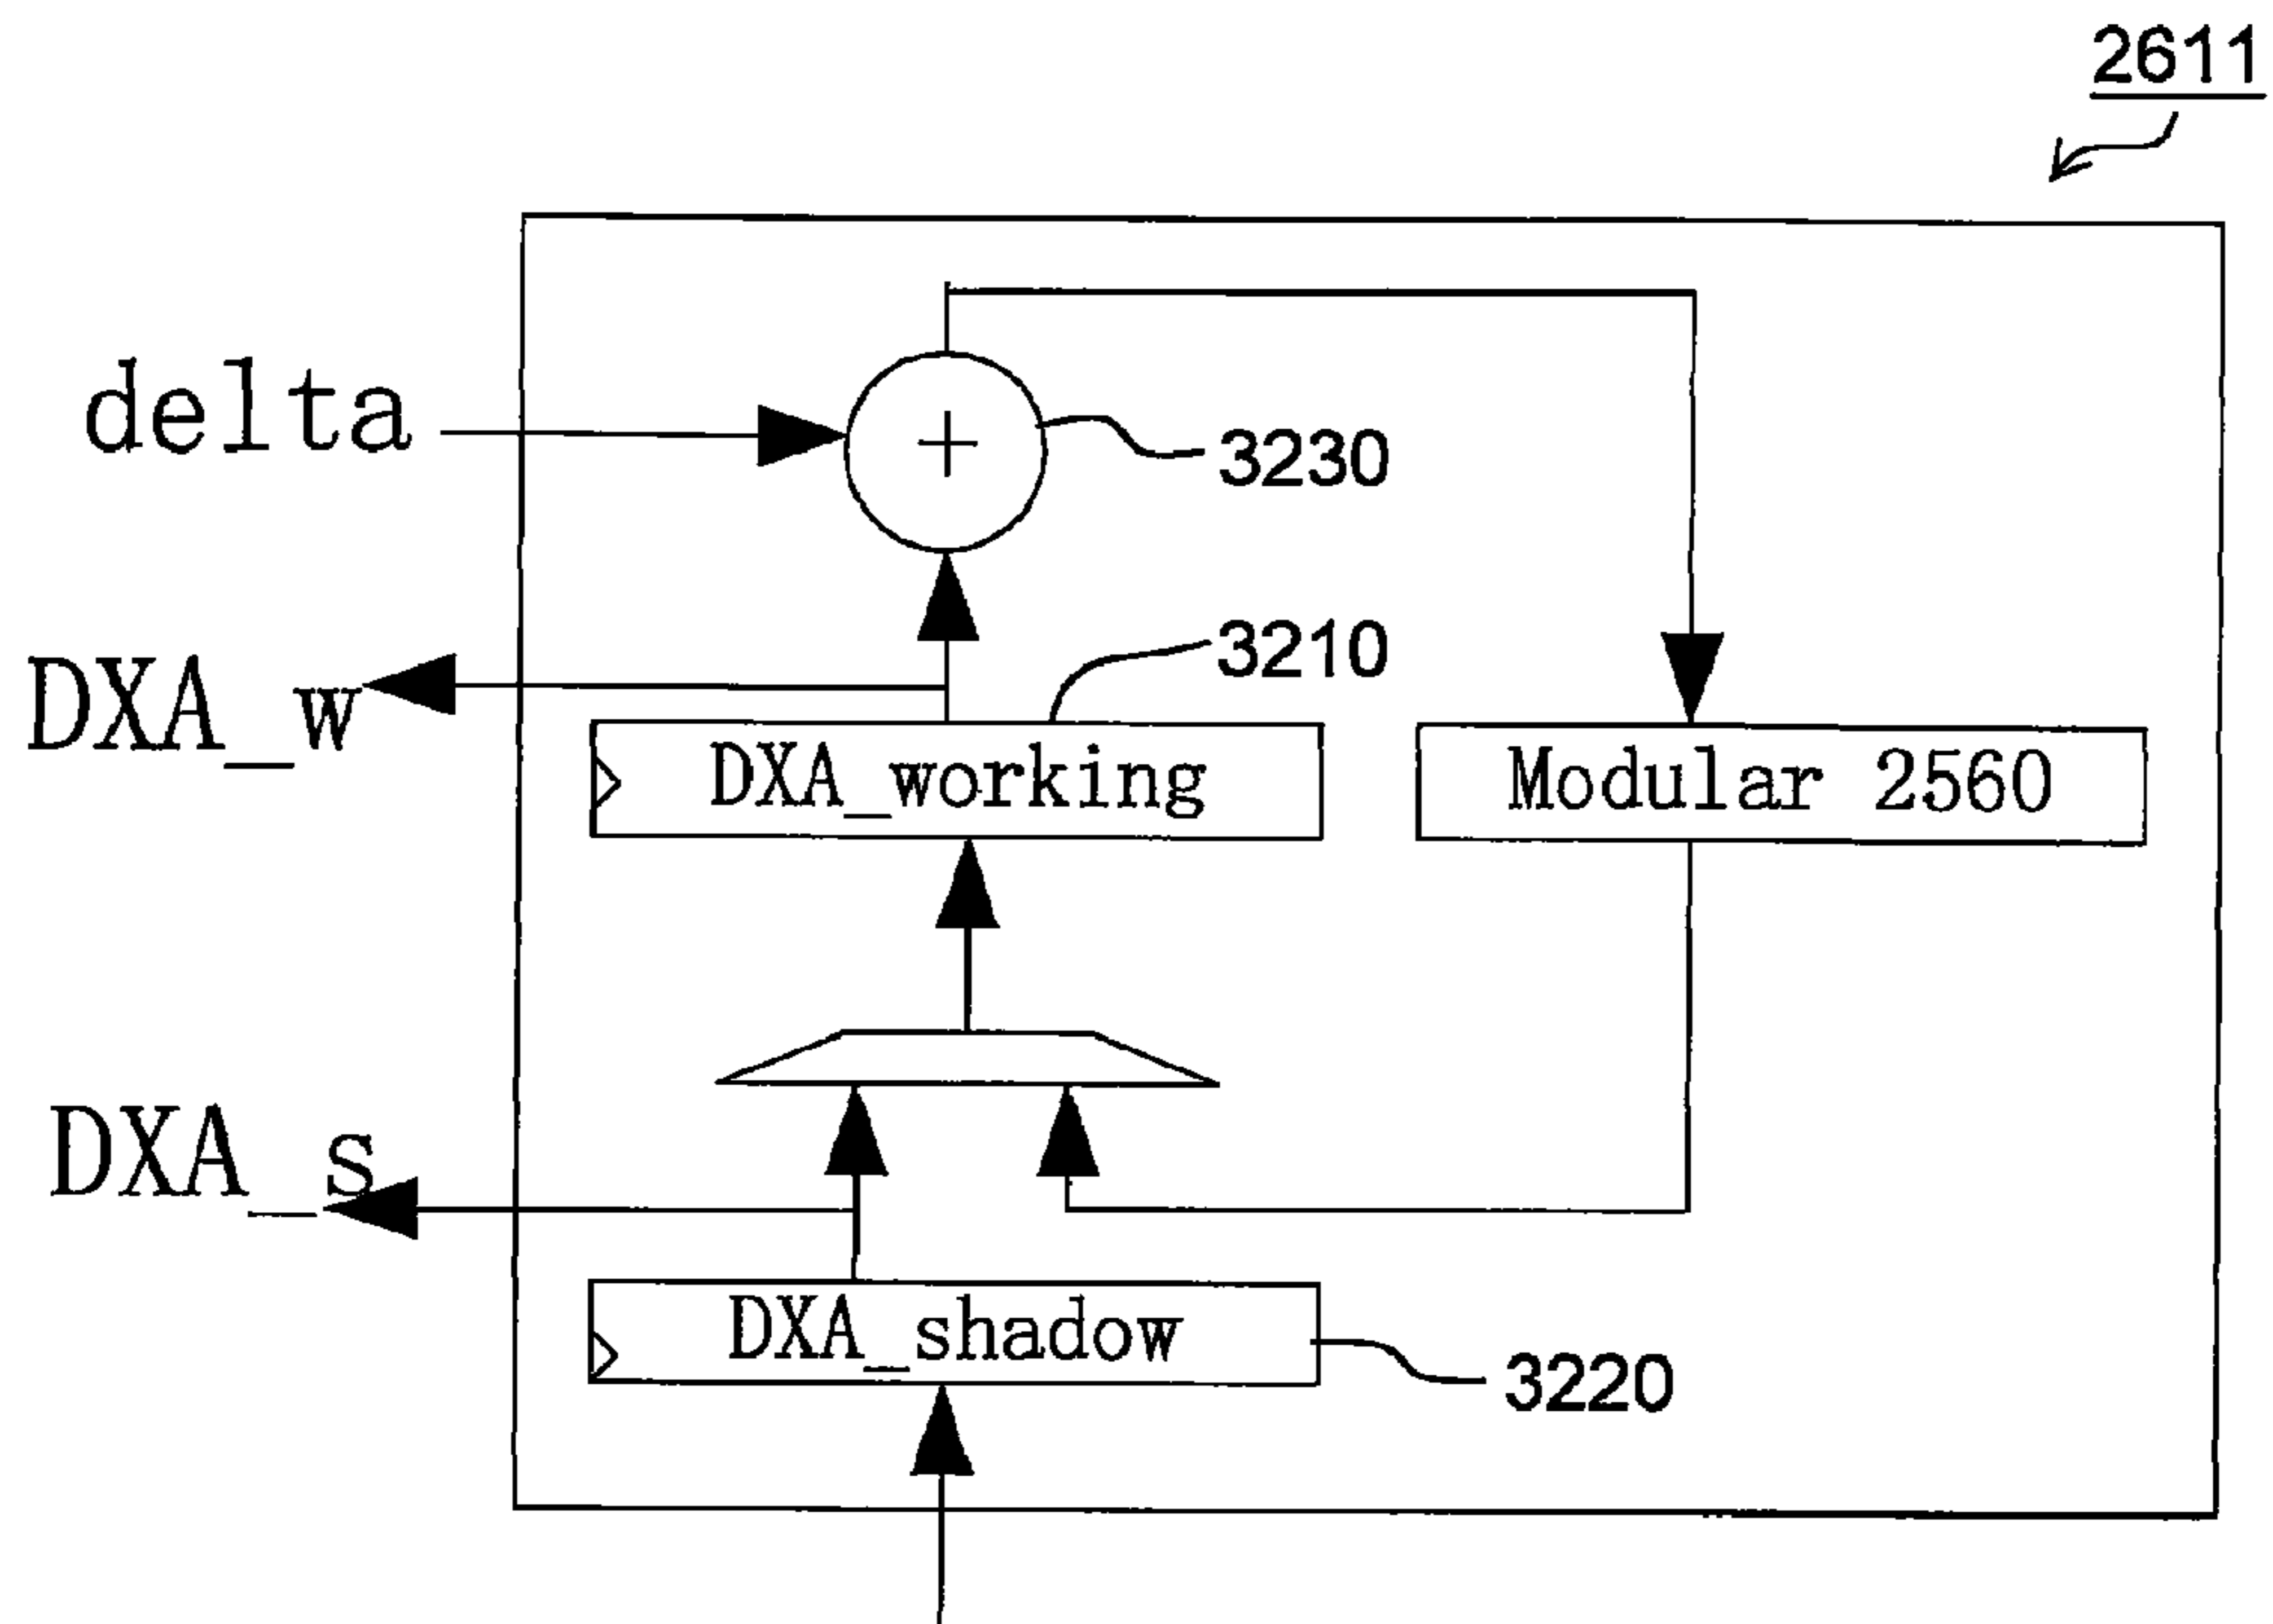 2611
delta
+
3230
DXA_w
3210
DXA_working
Modular 2560
DXA_s
DXA_shadow
3220